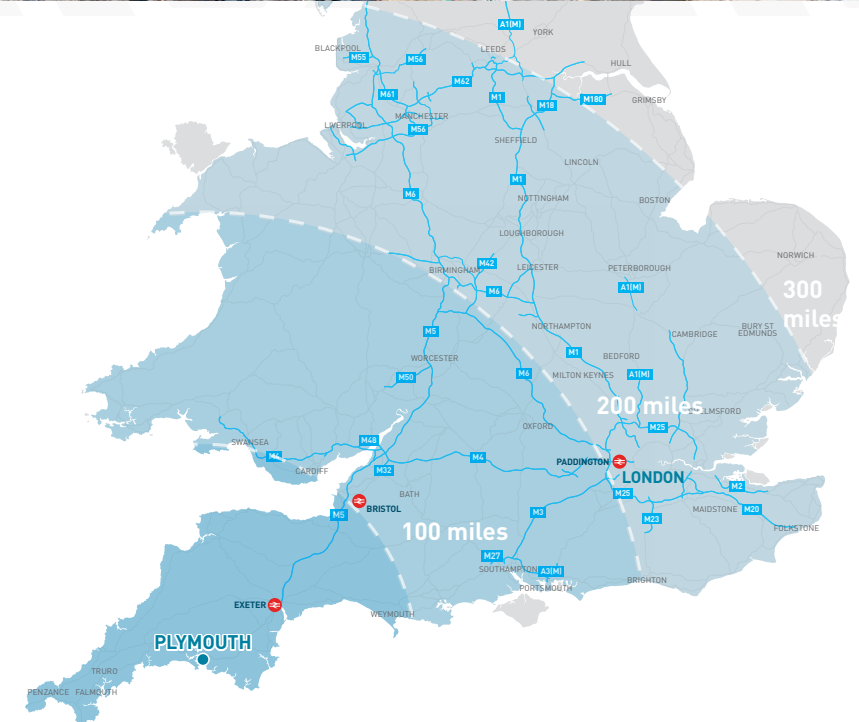 A1(M)
YORK
BLACKPOOL
LEEDS
M55
M56
HULL
M62
M61
M1
M18
M180
GRIMSBY
MANCHESTER
LIVERPOOL
M56
SHEFFIELD
LINCOLN
M1
M6
NOTTINGHAM
BOSTON
LOUGHBOROUGH
NORWICH
M42
BIRMINGHAM
LEICESTER
PETERBOROUGH
M6
A1(M)
300
miles
NORTHAMPTON
BURY ST
EDMUNDS
M5
CAMBRIDGE
WORCESTER
M1
BEDFORD
M50
M6
MILTON KEYNES
A1(M)
200 miles
CHELMSFORD
OXFORD
M25
SWANSEA
M48
M4
M4
PADDINGTON
CARDIFF
M32
LONDON
M2
BATH
M25
BRISTOL
M5
M3
M23
MAIDSTONE
M20
FOLKSTONE
100 miles
M27
SOUTHAMPTON
A3(M)
PORTSMOUTH
BRIGHTON
EXETER
WEYMOUTH
PLYMOUTH
TRURO
PENZANCE
FALMOUTH